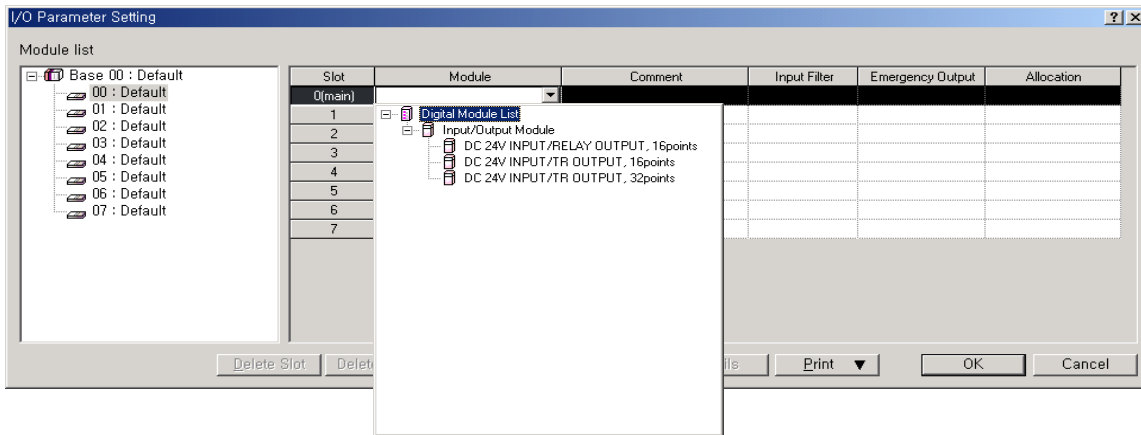 I/O Parameter Setting
Module list
Base 00 : Default
00 : Default
01 : Default
02 : Default
03 : Default
04 : Default
05 : Default
06 : Default
07 : Default
Slot Module Comment Input Filter Emergency Output Allocation
0(main)
1
2
3
4
5
6
7
Digital Module List
Input/Output Module
DC 24V INPUT/RELAY OUTPUT, 16points
DC 24V INPUT/TR OUTPUT, 16points
DC 24V INPUT/TR OUTPUT, 32points
Delete Slot Delet ils Print ▼ OK Cancel